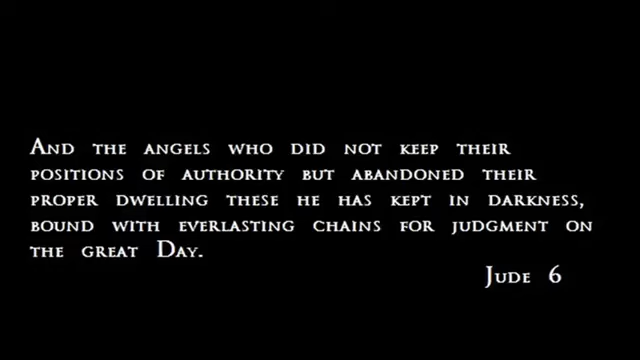 And the angels who did not keep their
positions of authority but abandoned their
proper dwelling these he has kept in darkness,
bound with everlasting chains for judgment on
the great Day.
Jude 6